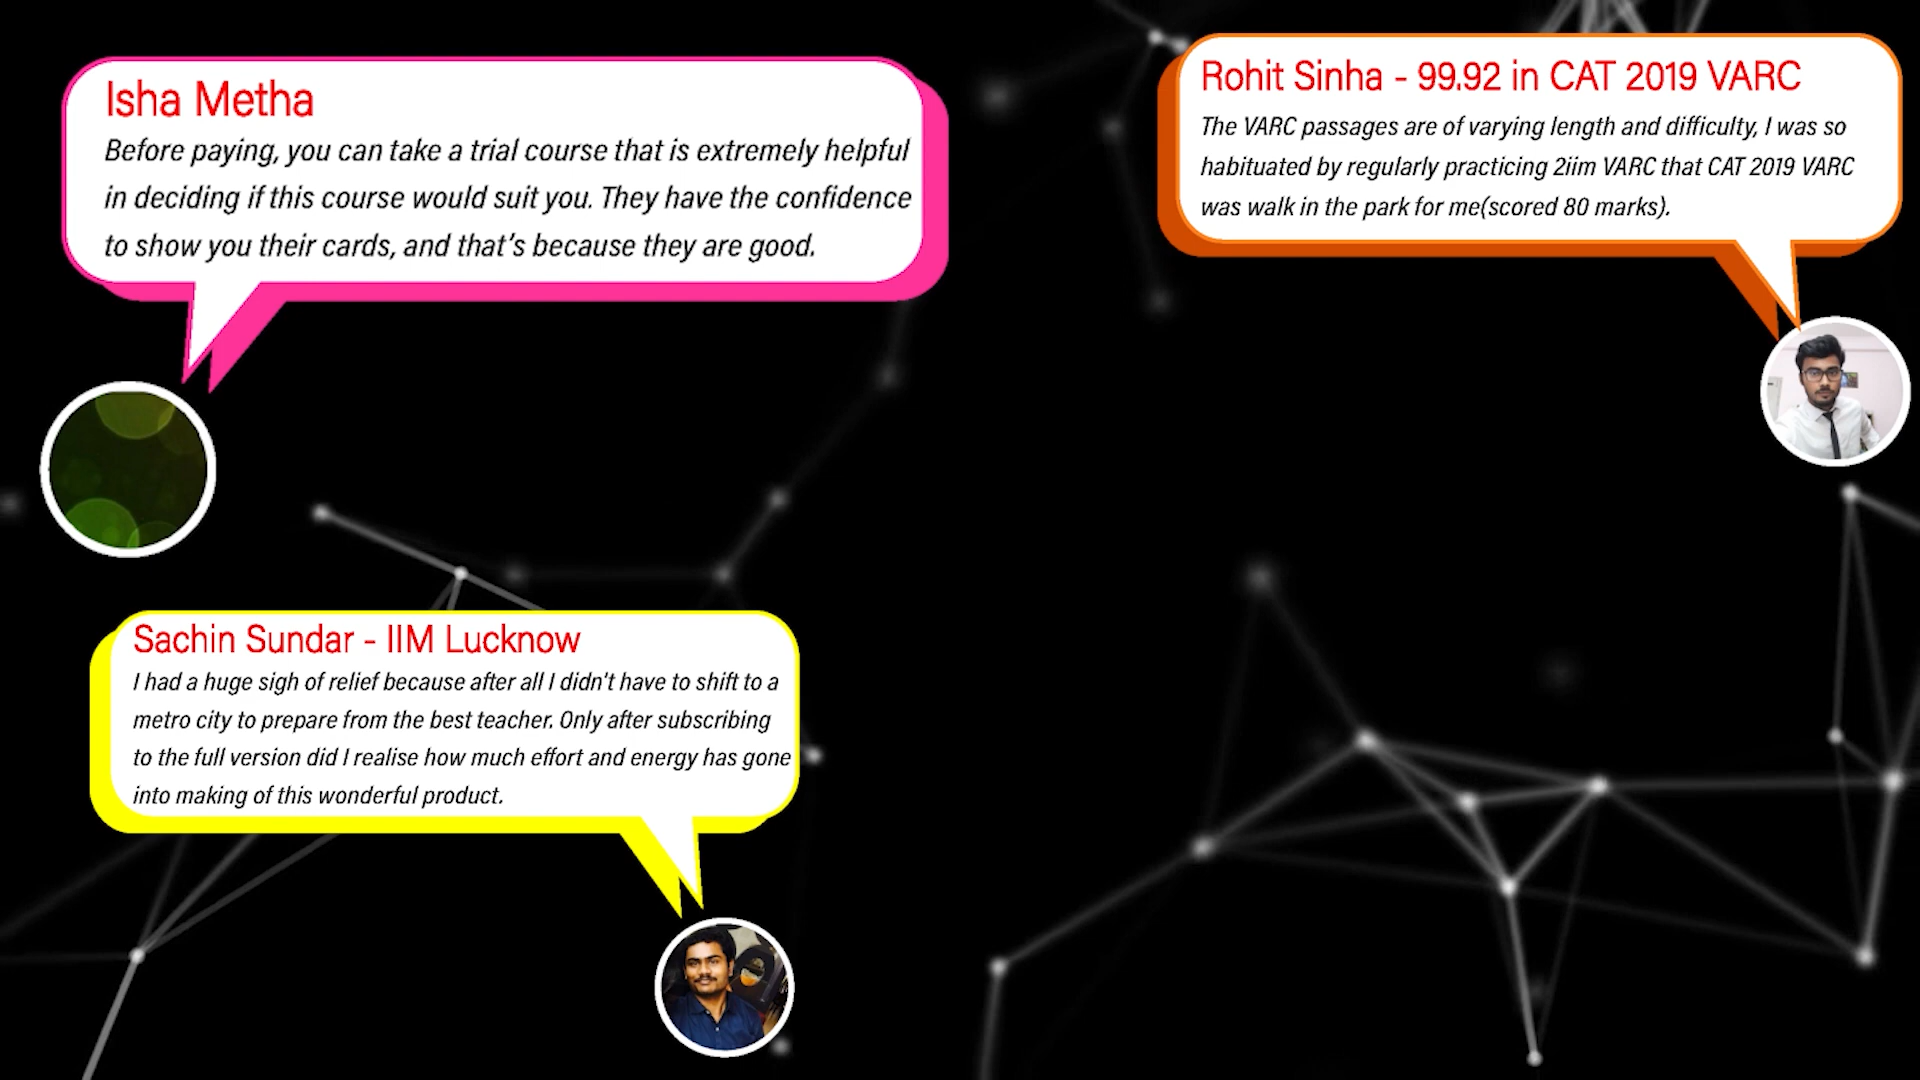 Isha Metha
Before paying, you can take a trial course that is extremely helpful
in deciding if this course would suit you. They have the confidence
to show you their cards, and that's because they are good.
Rohit Sinha - 99.92 in CAT 2019 VARC
The VARC passages are of varying length and difficulty, I was so
habituated by regularly practicing 2iim VARC that CAT 2019 VARC
was walk in the park for me(scored 80 marks).
Sachin Sundar - IIM Lucknow
I had a huge sigh of relief because after all I didn't have to shift to a
metro city to prepare from the best teacher. Only after subscribing
to the full version did I realise how much effort and energy has gone
into making of this wonderful product.